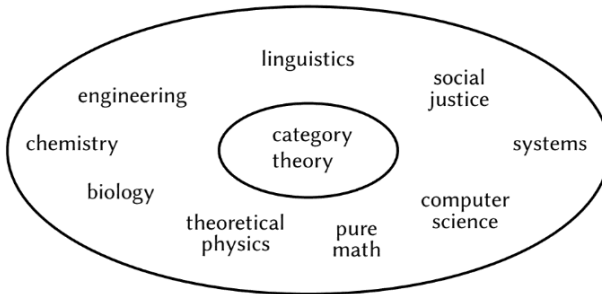 linguistics
social
justice
engineering
chemistry
category
theory
systems
biology
computer
science
theoretical
physics
pure
math